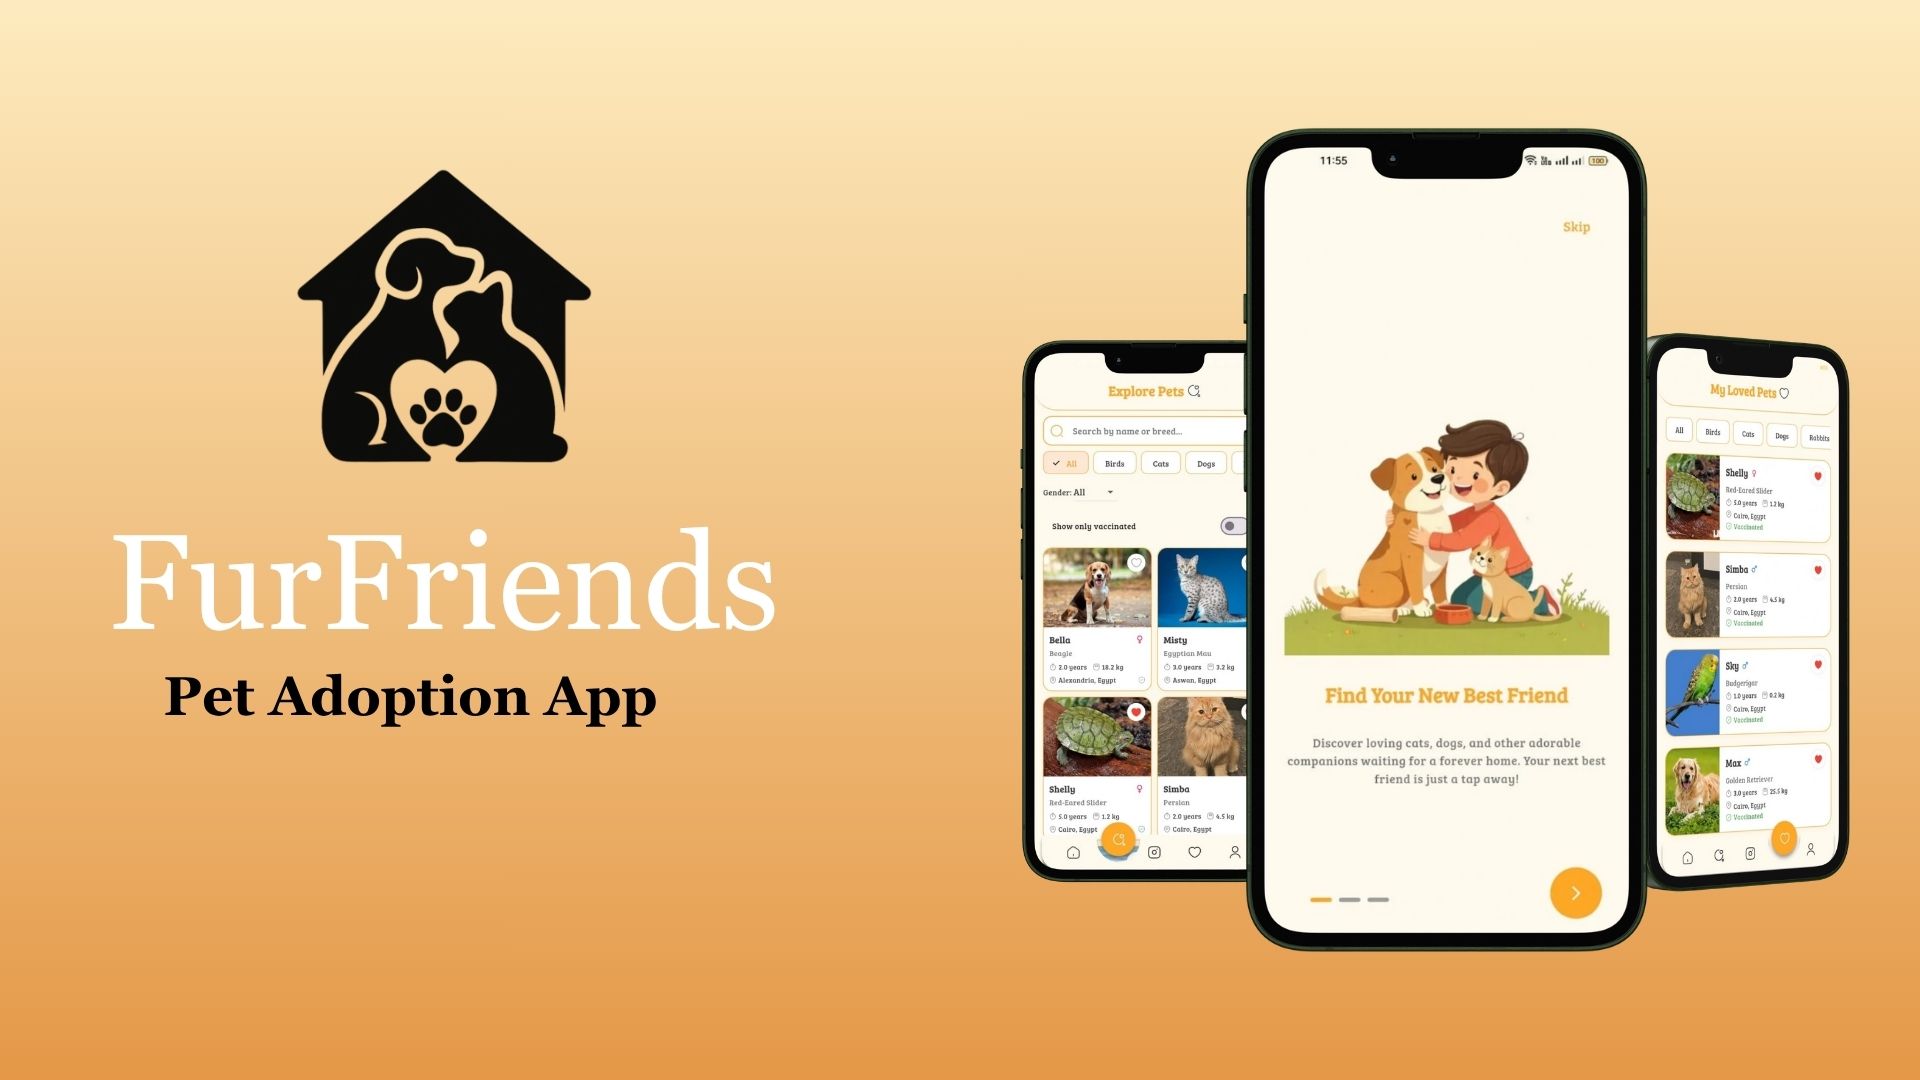 FurFriends
Pet Adoption App
Explore Pets
Search by name or breed...
All
Birds
Cats
Dogs
Gender: All
Show only vaccinated
Bella
Beagle
2.0 years
18.2 kg
Alexandria, Egypt
Misty
Egyptian Mau
3.0 years
3.2 kg
Aswan, Egypt
Shelly
Red-Eared Slider
5.0 years
1.2 kg
Cairo, Egypt
Simba
Persian
2.0 years
4.5 kg
Cairo, Egypt
11:55
100
Skip
Find Your New Best Friend
Discover loving cats, dogs, and other adorable
companions waiting for a forever home. Your next best
friend is just a tap away!
My Loved Pets
All
Birds
Cats
Dogs
Rabbits
Shelly
Red-Eared Slider
5.0 years
1.2 kg
Cairo, Egypt
Vaccinated
Simba
Persian
2.0 years
4.5 kg
Cairo, Egypt
Vaccinated
Sky
Budgerigar
1.0 years
0.2 kg
Cairo, Egypt
Vaccinated
Max
Golden Retriever
3.0 years
25.5 kg
Cairo, Egypt
Vaccinated